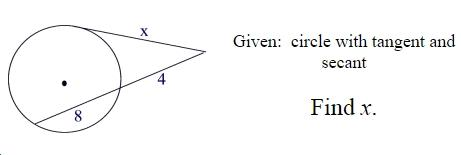 x
4
8
Given: circle with tangent and
secant
Find x.